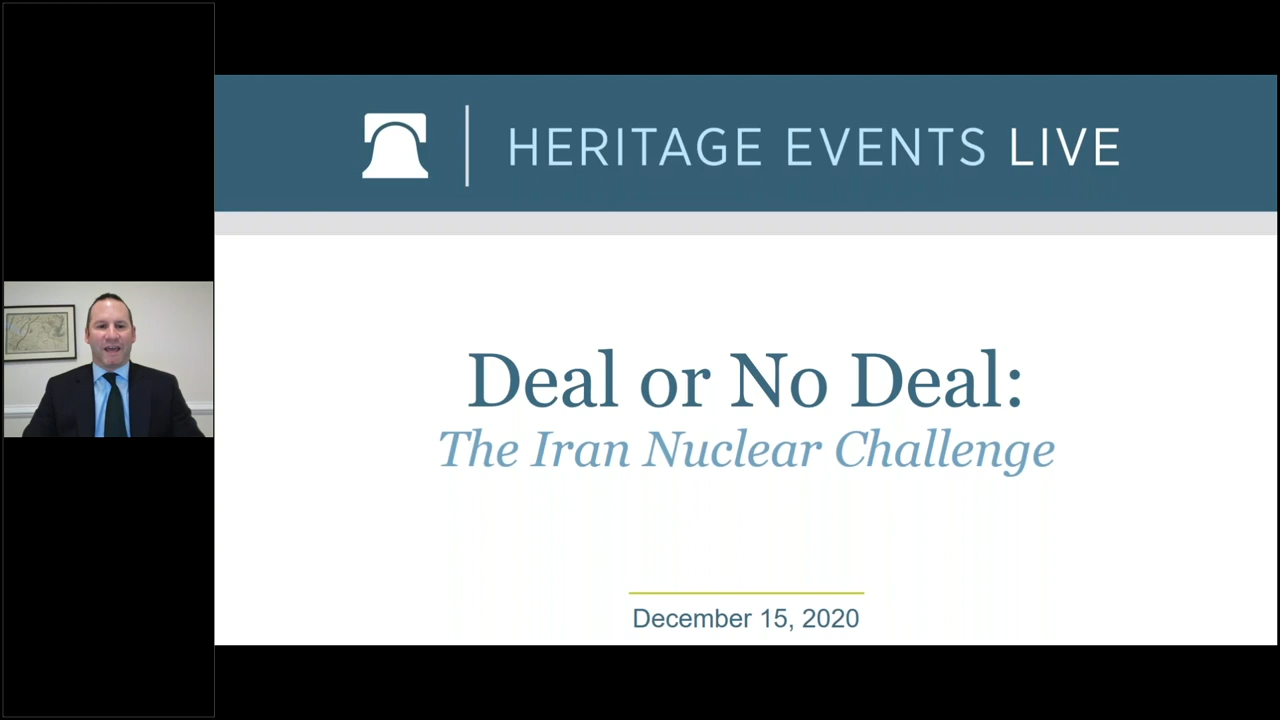 HERITAGE EVENTS LIVE
Deal or No Deal:
The Iran Nuclear Challenge
December 15, 2020